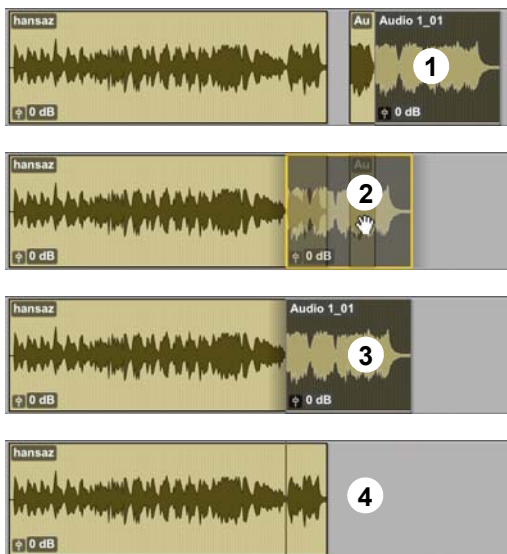 hansaz Au Audio 1_01
1
0 dB 0 dB
hansaz Au
2
0 dB 0 dB
hansaz Audio 1_01
3
0 dB 0 dB
hansaz
4
0 dB